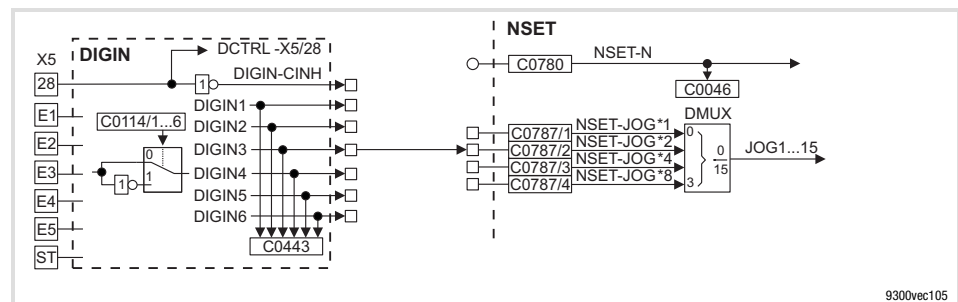 X5
DIGIN
DCTRL -X5/28
28
1
DIGIN-CINH
E1
C0114/1...6
DIGIN1
E2
DIGIN2
0
DIGIN3
E3
1
1
DIGIN4
E4
DIGIN5
E5
DIGIN6
ST
C0443
NSET
C0780
NSET-N
C0046
DMUX
C0787/1
NSET-JOG*1
0
C0787/2
NSET-JOG*2
C0787/3
NSET-JOG*4
C0787/4
NSET-JOG*8
3
0
15
JOG1...15
9300vec105